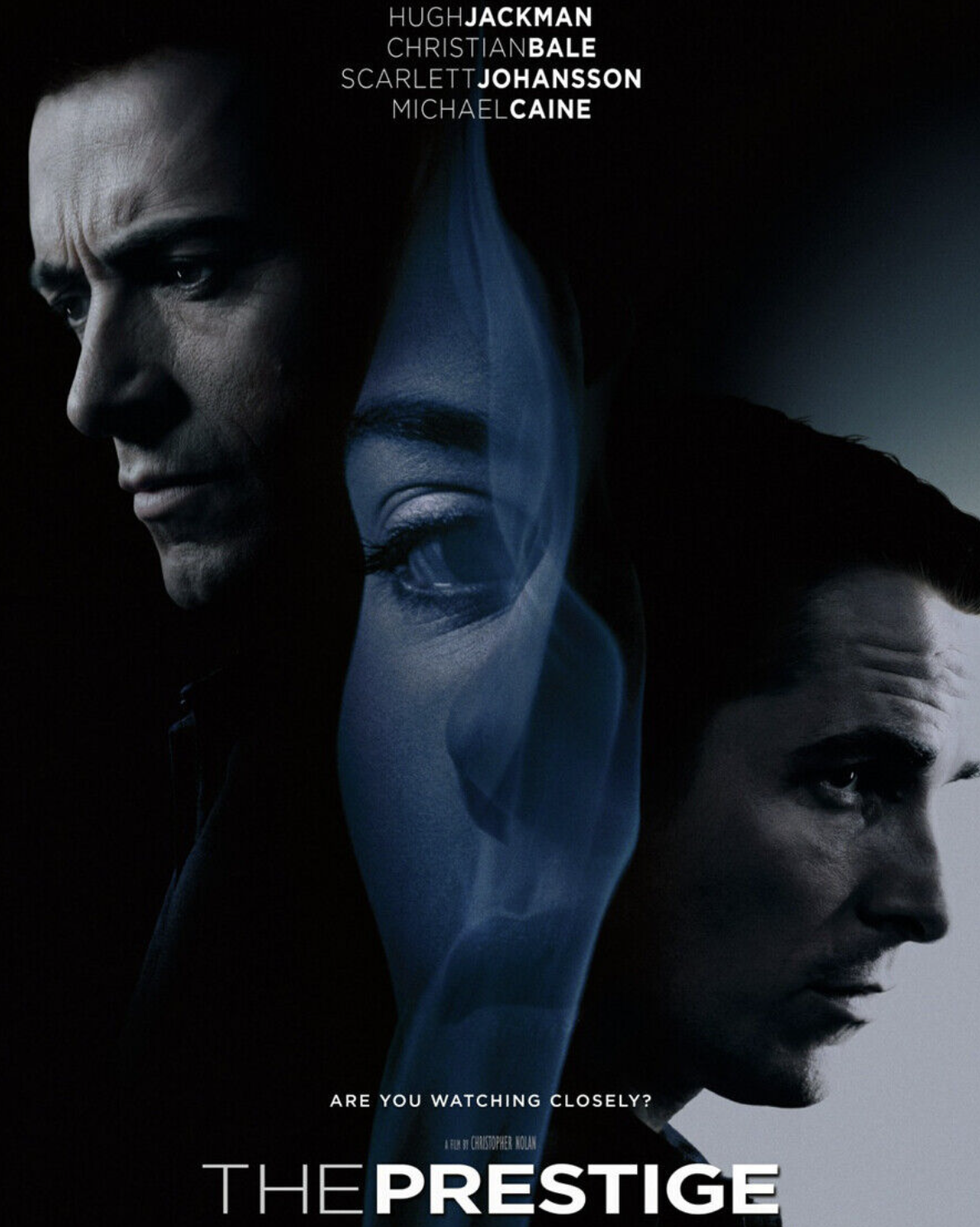 HUGHJACKMAN
CHRISTIANBALE
SCARLETTJOHANSSON
MICHAELCAINE
ARE YOU WATCHING CLOSELY?
A FILM BY CHRISTOPHER NOLAN
THEPRESTIGE